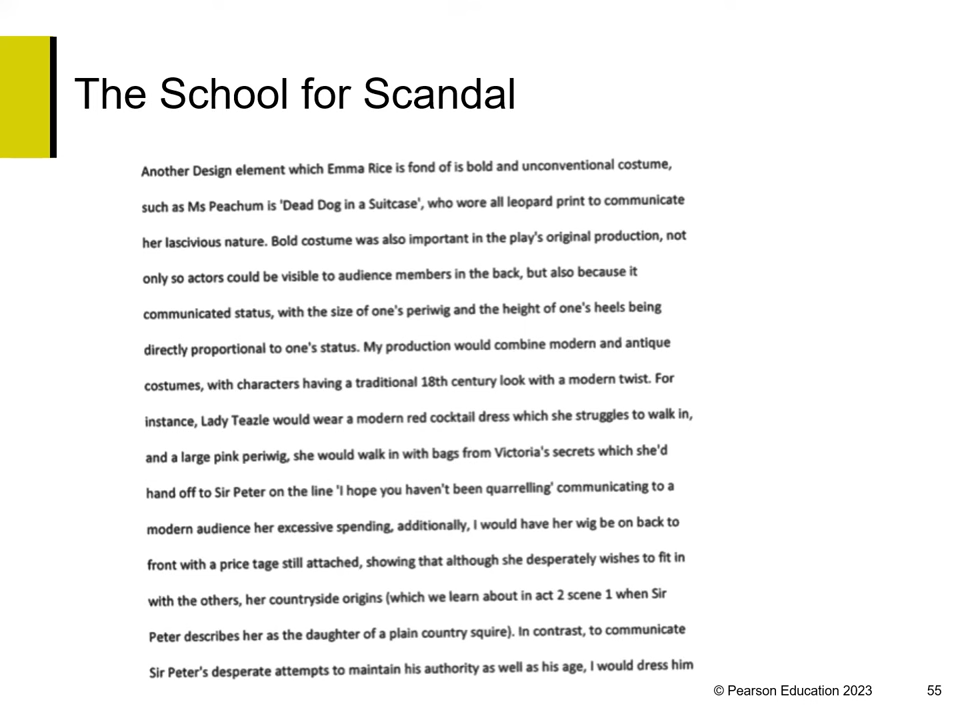 The School for Scandal
Another Design element which Emma Rice is fond of is bold and unconventional costume,
such as Ms Peachum is 'Dead Dog in a Suitcase', who wore all leopard print to communicate
her lascivious nature. Bold costume was also important in the play's original production, not
only so actors could be visible to audience members in the back, but also because it
communicated status, with the size of one's periwig and the height of one's heels being
directly proportional to one's status. My production would combine modern and antique
costumes, with characters having a traditional 18th century look with a modern twist. For
instance, Lady Teazle would wear a modern red cocktail dress which she struggles to walk in,
and a large pink periwig, she would walk in with bags from Victoria's secrets which she'd
hand off to Sir Peter on the line 'I hope you haven't been quarrelling' communicating to a
modern audience her excessive spending, additionally, I would have her wig be on back to
front with a price tage still attached, showing that although she desperately wishes to fit in
with the others, her countryside origins (which we learn about in act 2 scene 1 when Sir
Peter describes her as the daughter of a plain country squire). In contrast, to communicate
Sir Peter's desperate attempts to maintain his authority as well as his age, I would dress him
© Pearson Education 2023
55